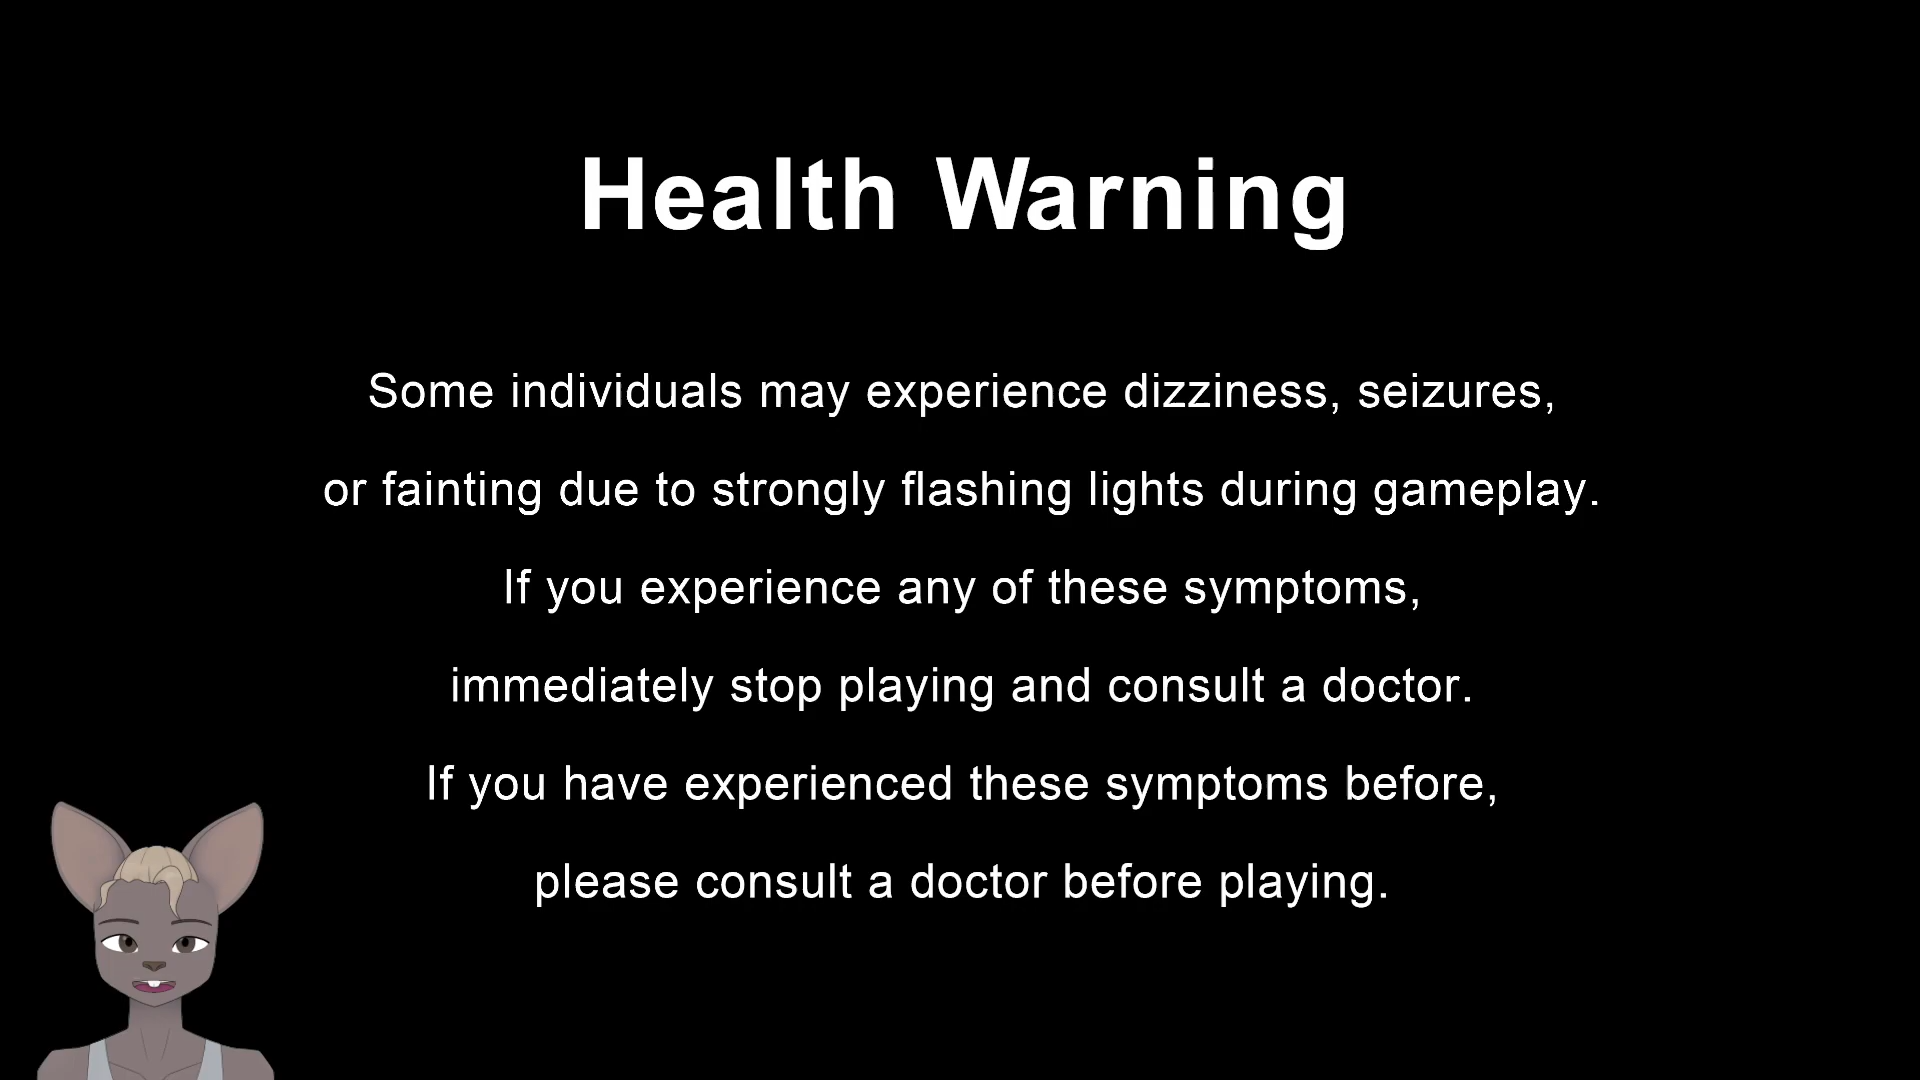 Health Warning
Some individuals may experience dizziness, seizures,
or fainting due to strongly flashing lights during gameplay.
If you experience any of these symptoms,
immediately stop playing and consult a doctor.
If you have experienced these symptoms before,
please consult a doctor before playing.